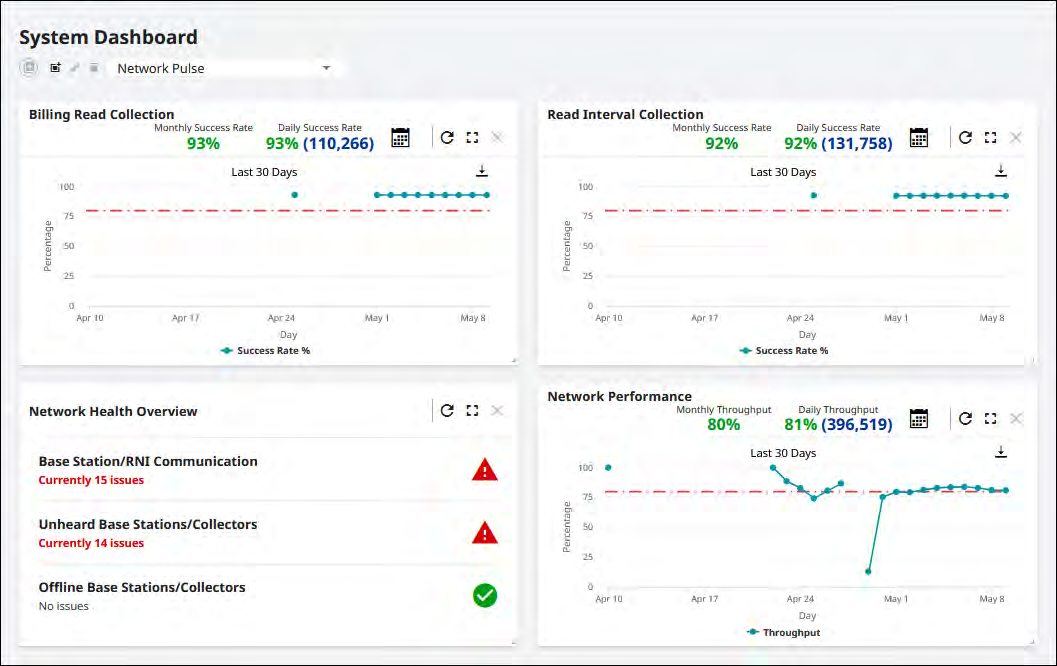 System Dashboard
Network Pulse
Billing Read Collection
Monthly Success Rate
93%
Daily Success Rate
93% (110,266)
Last 30 Days
100
75
50
25
0
Percentage
Apr 10
Apr 17
Apr 24
May 1
May 8
Day
Success Rate %
Read Interval Collection
Monthly Success Rate
92%
Daily Success Rate
92% (131,758)
Last 30 Days
100
75
50
25
0
Percentage
Apr 10
Apr 17
Apr 24
May 1
May 8
Day
Success Rate %
Network Health Overview
Base Station/RNI Communication
Currently 15 issues
Unheard Base Stations/Collectors
Currently 14 issues
Offline Base Stations/Collectors
No issues
Network Performance
Monthly Throughput
80%
Daily Throughput
81% (396,519)
Last 30 Days
100
75
50
25
0
Percentage
Apr 10
Apr 17
Apr 24
May 1
May 8
Day
Throughput